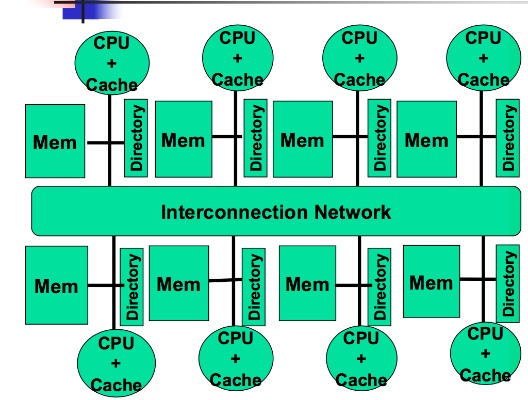 CPU
+
Cache
CPU
+
Cache
CPU
+
Cache
CPU
+
Cache
Mem
Directory
Mem
Directory
Mem
Directory
Mem
Directory
Interconnection Network
Mem
Directory
Mem
Directory
Mem
Directory
Mem
Directory
CPU
+
Cache
CPU
+
Cache
CPU
+
Cache
CPU
+
Cache